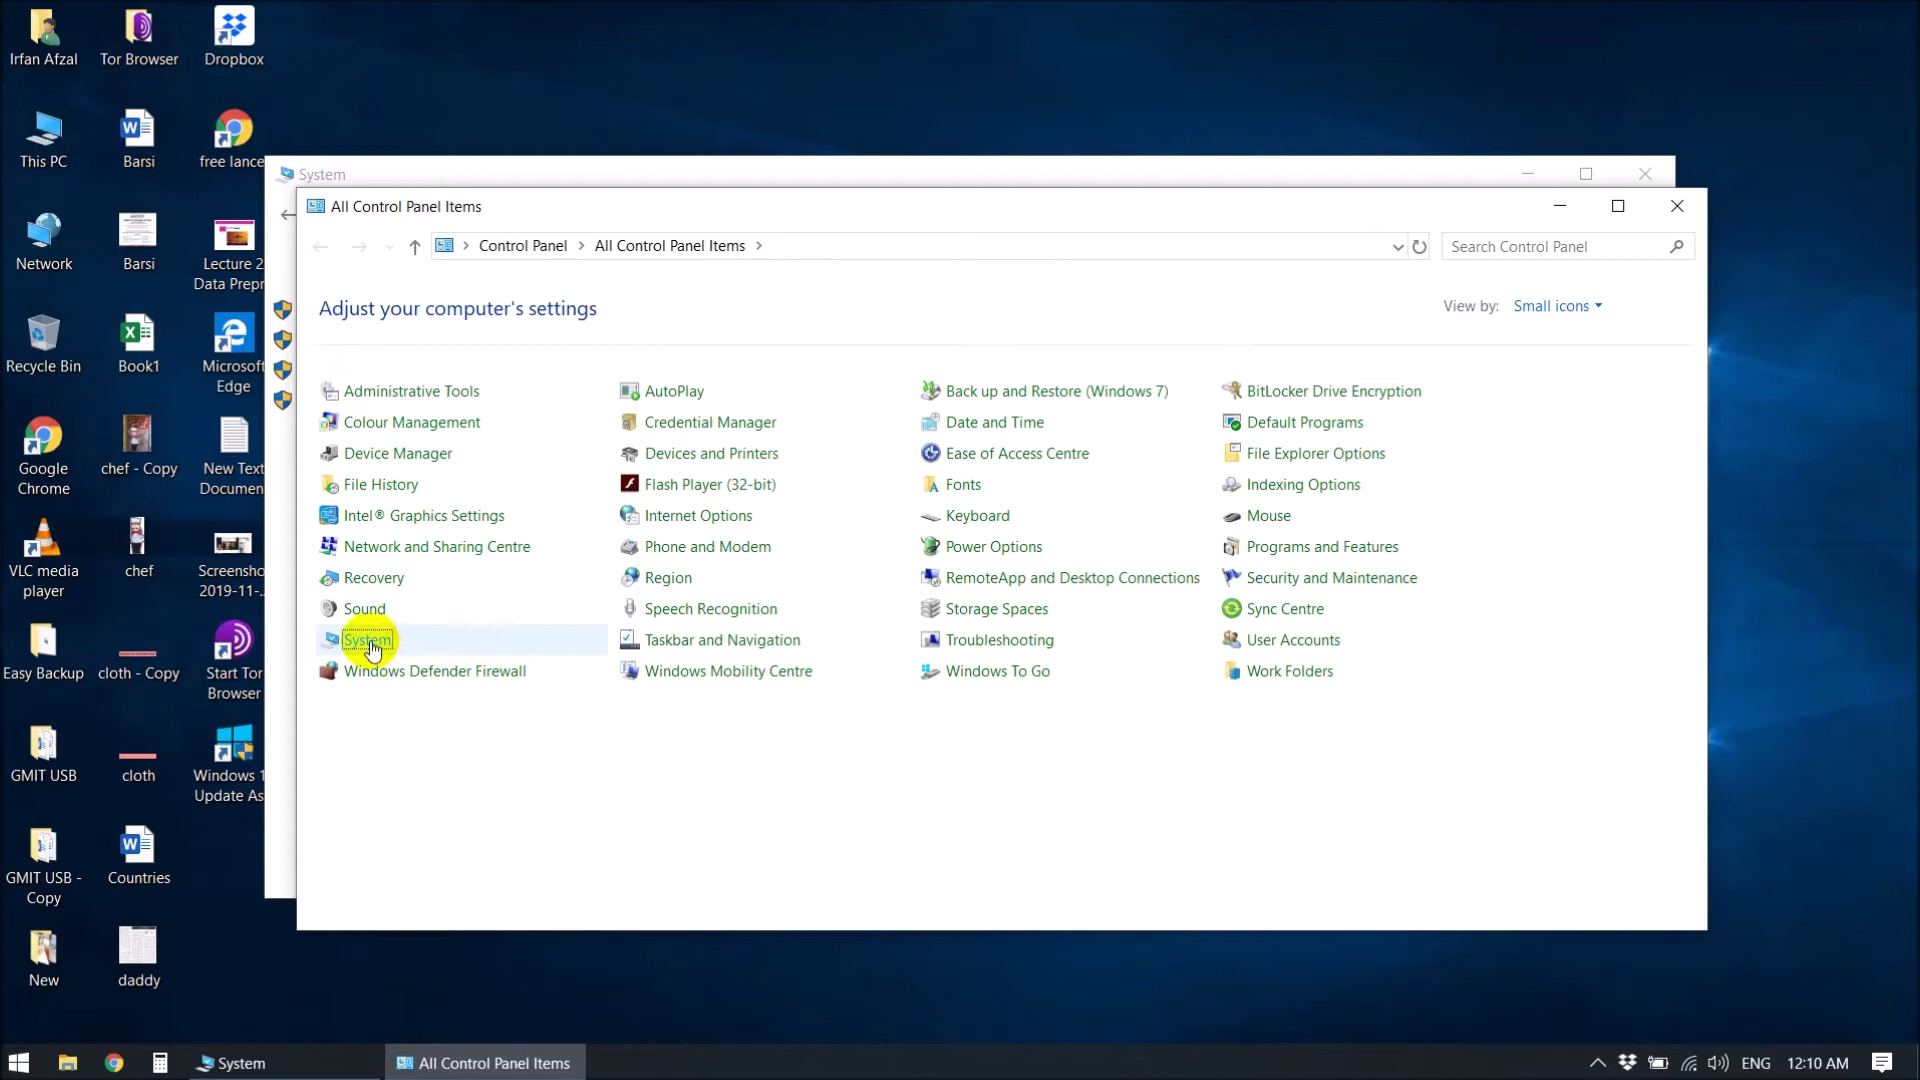 Irfan Afzal
Tor Browser
Dropbox
This PC
Barsi
free lance
Network
Barsi
Lecture 2
Data Prepr
Recycle Bin
Book1
Microsoft
Edge
Google
Chrome
chef - Copy
New Text
Documen
VLC media
player
chef
Screensho
2019-11-..
Easy Backup
cloth - Copy
Start Tor
Browser
GMIT USB
cloth
Windows 1
Update As
GMIT USB -
Copy
Countries
New
daddy
System
All Control Panel Items
Control Panel
All Control Panel Items
Search Control Panel
Adjust your computer's settings
View by: Small icons
Administrative Tools
AutoPlay
Back up and Restore (Windows 7)
BitLocker Drive Encryption
Colour Management
Credential Manager
Date and Time
Default Programs
Device Manager
Devices and Printers
Ease of Access Centre
File Explorer Options
File History
Flash Player (32-bit)
Fonts
Indexing Options
Intel® Graphics Settings
Internet Options
Keyboard
Mouse
Network and Sharing Centre
Phone and Modem
Power Options
Programs and Features
Recovery
Region
RemoteApp and Desktop Connections
Security and Maintenance
Sound
Speech Recognition
Storage Spaces
Sync Centre
System
Taskbar and Navigation
Troubleshooting
User Accounts
Windows Defender Firewall
Windows Mobility Centre
Windows To Go
Work Folders
System
All Control Panel Items
ENG
12:10 AM